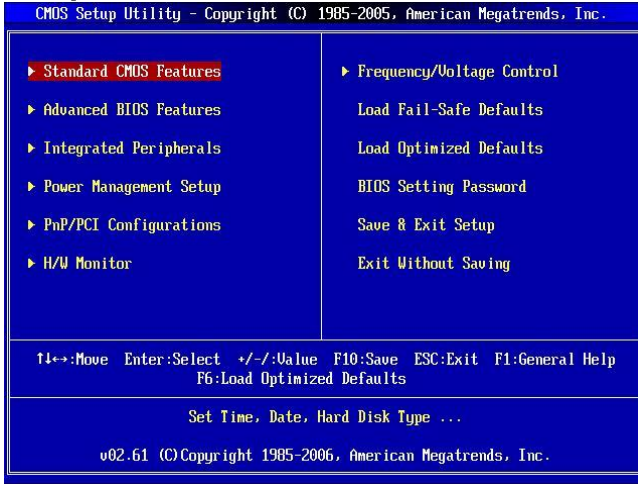 CMOS Setup Utility - Copyright (C) 1985-2005, American Megatrends, Inc.
Standard CMOS Features
Advanced BIOS Features
Integrated Peripherals
Power Management Setup
PnP/PCI Configurations
H/W Monitor
Frequency/Voltage Control
Load Fail-Safe Defaults
Load Optimized Defaults
BIOS Setting Password
Save & Exit Setup
Exit Without Saving
↑↓←→:Move Enter:Select +/-/:Value F10:Save ESC:Exit F1:General Help
F6:Load Optimized Defaults
Set Time, Date, Hard Disk Type ...
v02.61 (C)Copyright 1985-2006, American Megatrends, Inc.